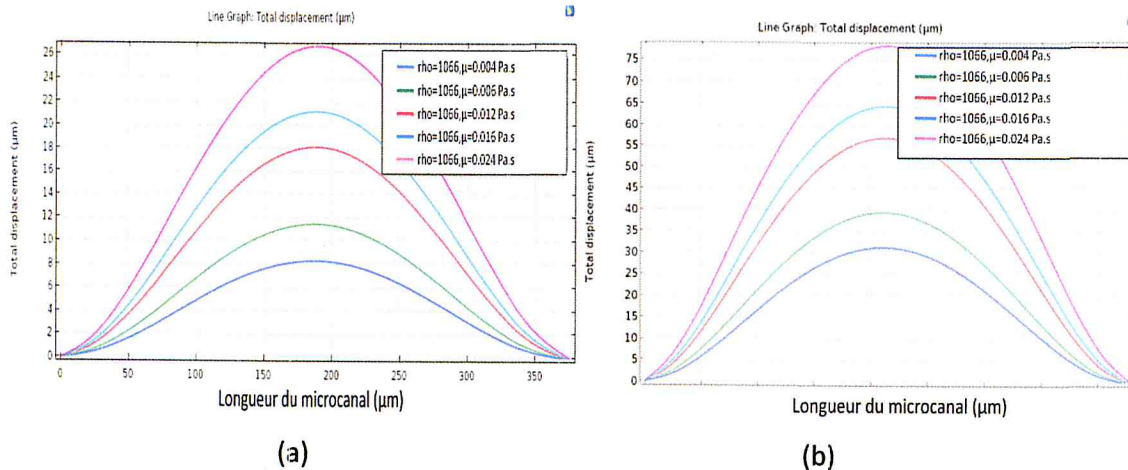 Line Graph: Total displacement (µm)
Total displacement (µm)
26
24
22
20
18
16
14
12
10
8
6
4
2
0
rho=1066,µ=0.004 Pa.s
rho=1066,µ=0.006 Pa.s
rho=1066,µ=0.012 Pa.s
rho=1066,µ=0.016 Pa.s
rho=1066,µ=0.024 Pa.s
0 50 100 150 200 250 300 350
Longueur du microcanal (µm)
(a)
Line Graph: Total displacement (µm)
Total displacement (µm)
75
70
65
60
55
50
45
40
35
30
25
20
15
10
5
0
rho=1066,µ=0.004 Pa.s
rho=1066,µ=0.006 Pa.s
rho=1066,µ=0.012 Pa.s
rho=1066,µ=0.016 Pa.s
rho=1066,µ=0.024 Pa.s
Longueur du microcanal (µm)
(b)